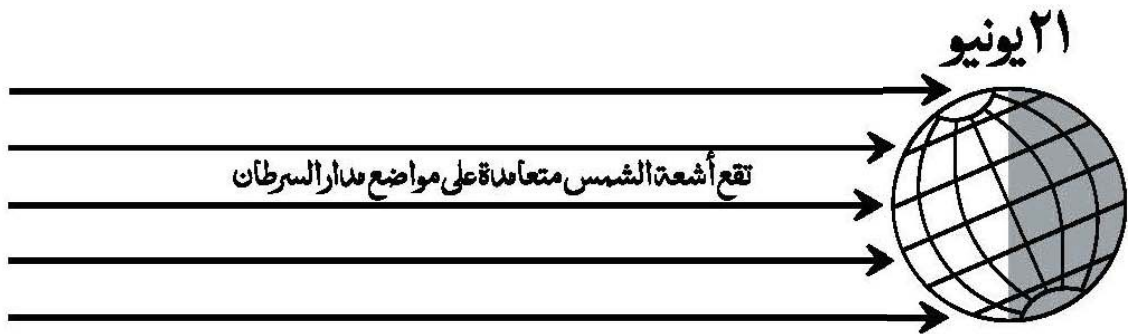 ٢١ يونيو
تقع أشعة الشمس متعامدة على مواضع مدار السرطان